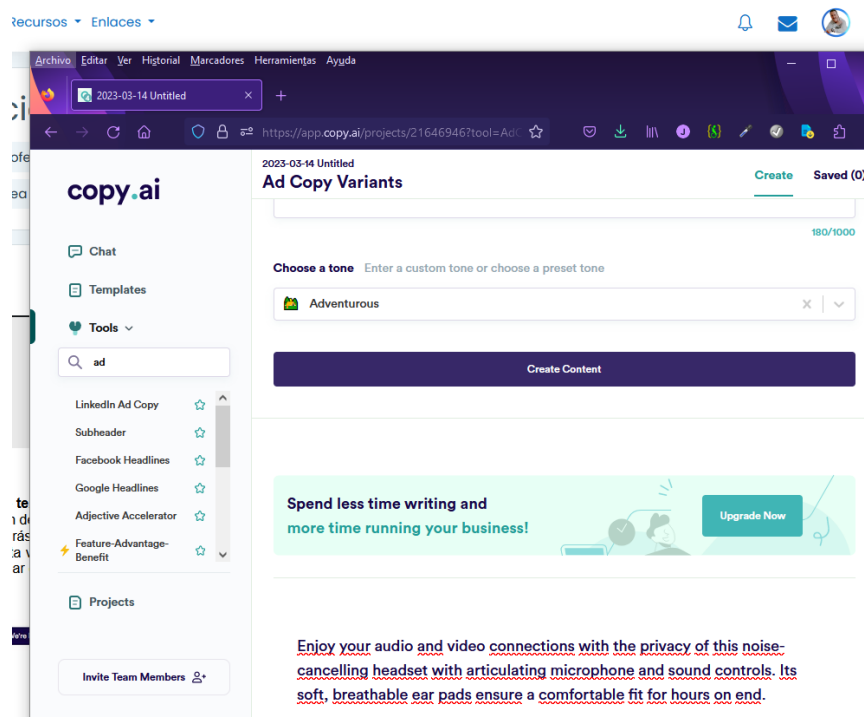 Recursos Enlaces
Archivo Editar Ver Historial Marcadores Herramientas Ayuda
2023-03-14 Untitled
https://app.copy.ai/projects/21646946?tool=Ad
2023-03-14 Untitled
Ad Copy Variants
Create Saved (0)
copy.ai
180/1000
Chat
Choose a tone Enter a custom tone or choose a preset tone
Templates
Adventurous
Tools
ad
Create Content
LinkedIn Ad Copy
Subheader
Facebook Headlines
Google Headlines
Adjective Accelerator
Feature-Advantage-
Benefit
Spend less time writing and
more time running your business!
Upgrade Now
Projects
Invite Team Members
Enjoy your audio and video connections with the privacy of this noise-
cancelling headset with articulating microphone and sound controls. Its
soft, breathable ear pads ensure a comfortable fit for hours on end.